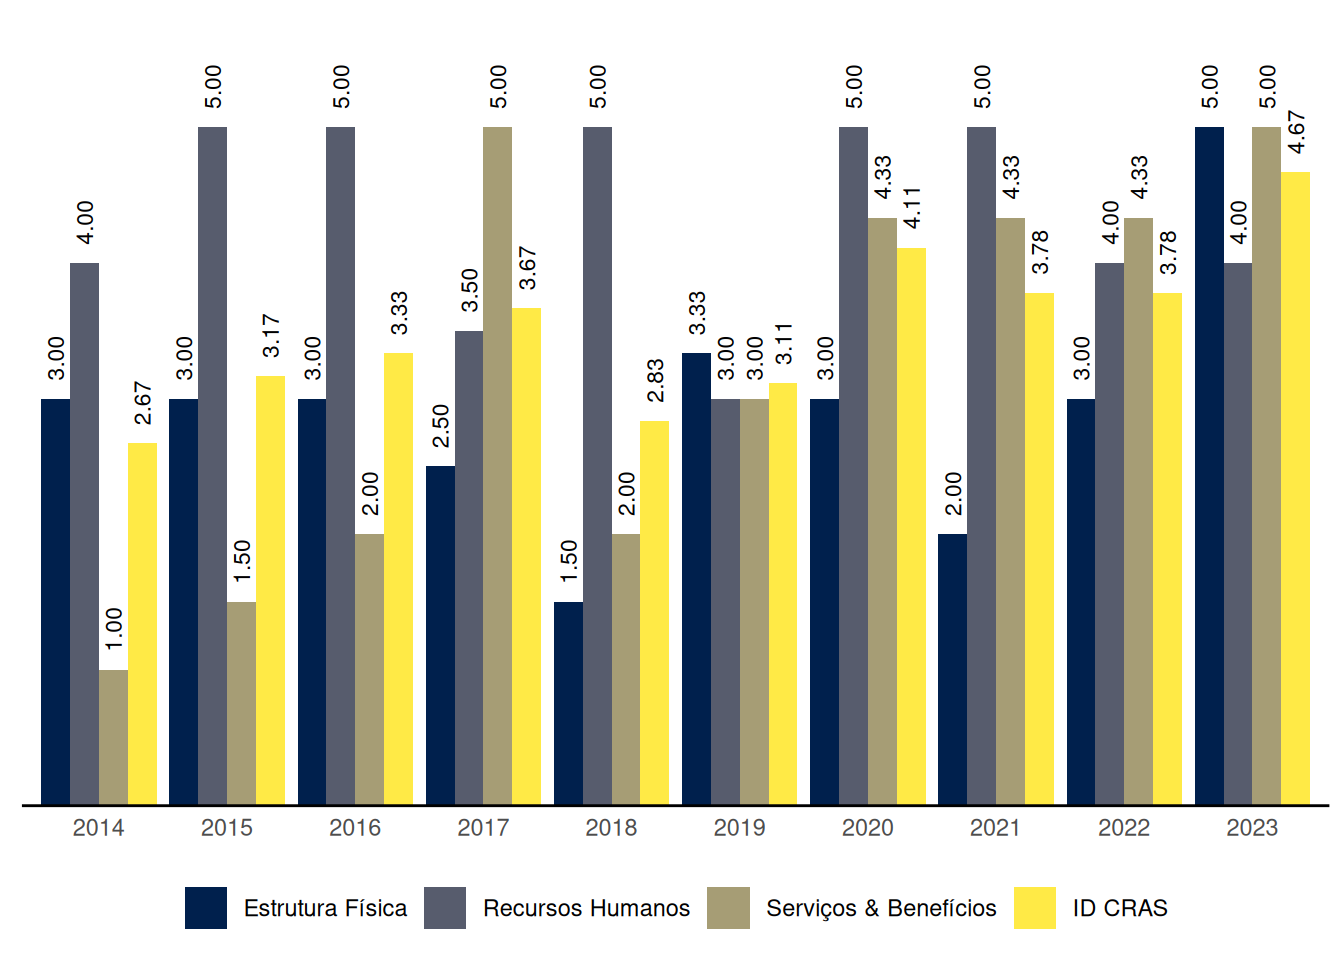 3.00 4.00 1.00 2.67
3.00 5.00 1.50 3.17
3.00 5.00 2.00 3.33
2.50 3.50 5.00 3.67
1.50 5.00 2.00 2.83
3.33 3.00 3.00 3.11
3.00 5.00 4.33 4.11
2.00 5.00 4.33 3.78
3.00 4.00 4.33 3.78
5.00 4.00 5.00 4.67
2014 2015 2016 2017 2018 2019 2020 2021 2022 2023
Estrutura Física Recursos Humanos Serviços & Benefícios ID CRAS